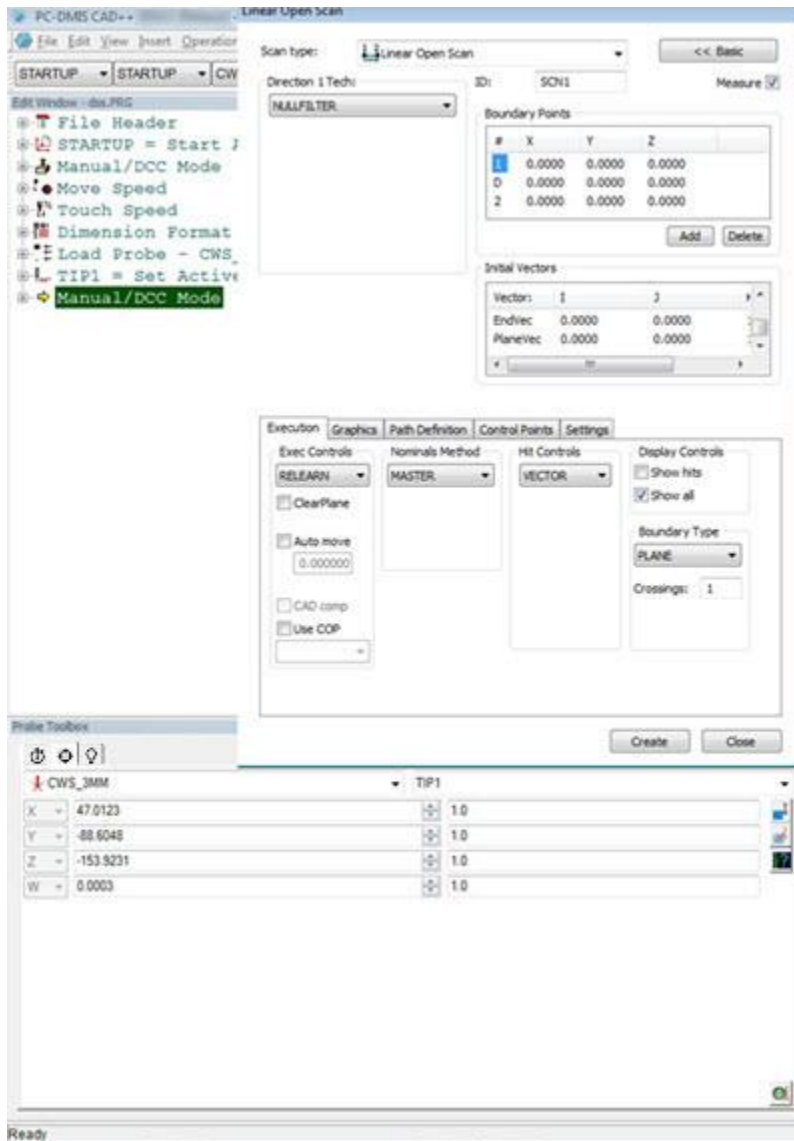 PC-DMIS CAD++
Linear Open Scan
File Edit View Insert Operation
STARTUP STARTUP CW
Edit Window - dos.PRG
File Header
STARTUP = Start
Manual/DCC Mode
Move Speed
Touch Speed
Dimension Format
Load Probe - CWS_
TIP1 = Set Active
Manual/DCC Mode
Scan type: Linear Open Scan << Basic
Direction 1 Tech: ID: SCN1 Measure
NULLFILTER
Boundary Points
# X Y Z
1 0.0000 0.0000 0.0000
D 0.0000 0.0000 0.0000
2 0.0000 0.0000 0.0000
Add Delete
Initial Vectors
Vector: I J
EndVec 0.0000 0.0000
PlaneVec 0.0000 0.0000
Execution Graphics Path Definition Control Points Settings
Exec Controls Nominals Method Hit Controls Display Controls
RELEARN MASTER VECTOR Show hits
ClearPlane Show all
Auto move Boundary Type
0.000000 PLANE
CAD comp Crossings: 1
Use COP
Create Close
Probe Toolbox
CWS_3MM TIP1
X 47.0123 1.0
Y -88.6048 1.0
Z -153.9231 1.0
W 0.0003 1.0
Ready